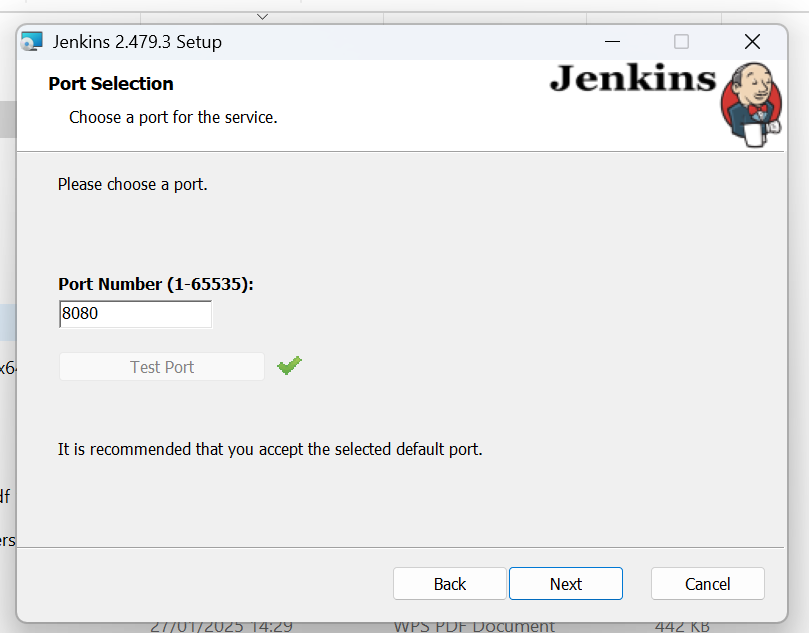 Jenkins 2.479.3 Setup
Port Selection
Jenkins
Choose a port for the service.
Please choose a port.
Port Number (1-65535):
8080
Test Port
It is recommended that you accept the selected default port.
Back
Next
Cancel
x64
df
ers
27/01/2025 14:29
WPS PDF Document
442 KB